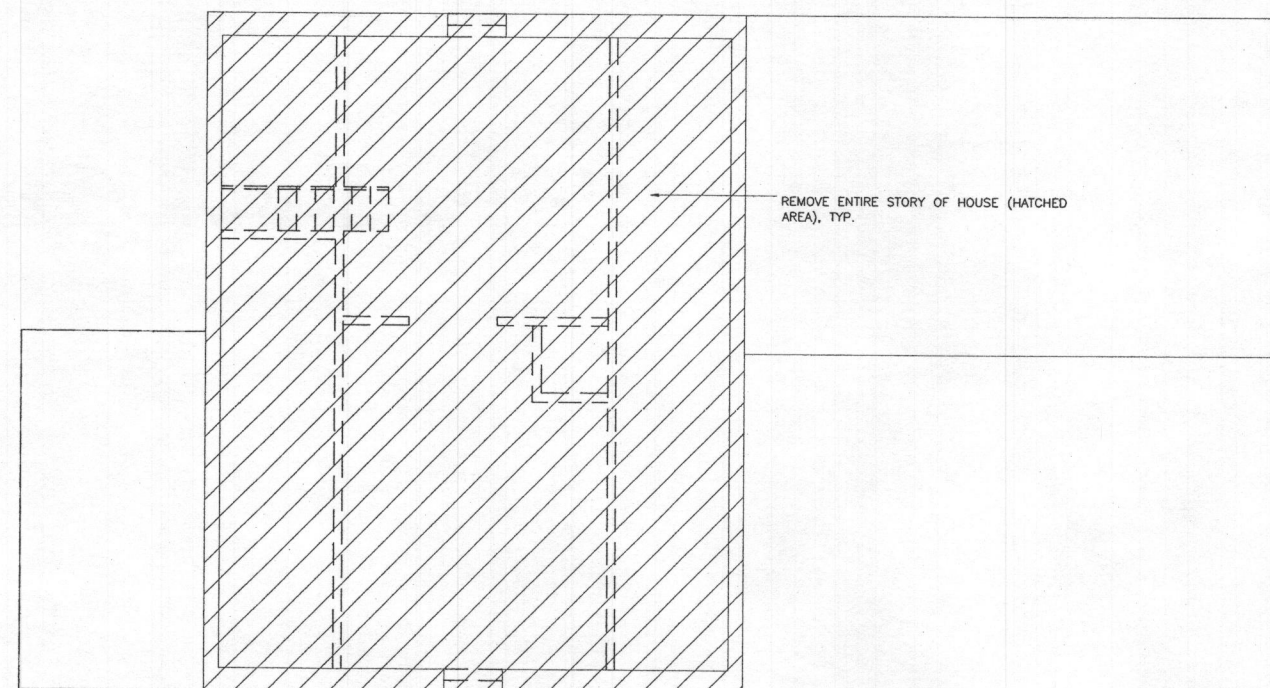 REMOVE ENTIRE STORY OF HOUSE (HATCHED
AREA), TYP.